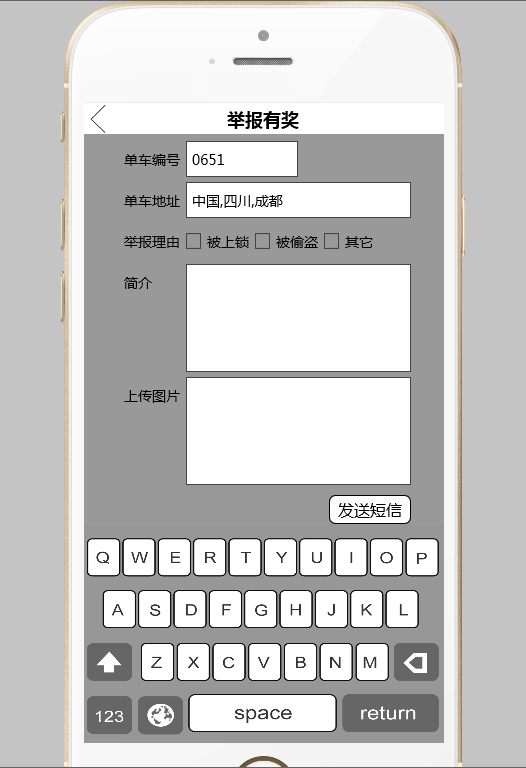 举报有奖
单车编号 0651
单车地址 中国,四川,成都
举报理由 被上锁 被偷盗 其它
简介
上传图片
发送短信
Q W E R T Y U I O P
A S D F G H J K L
Z X C V B N M
123 space return